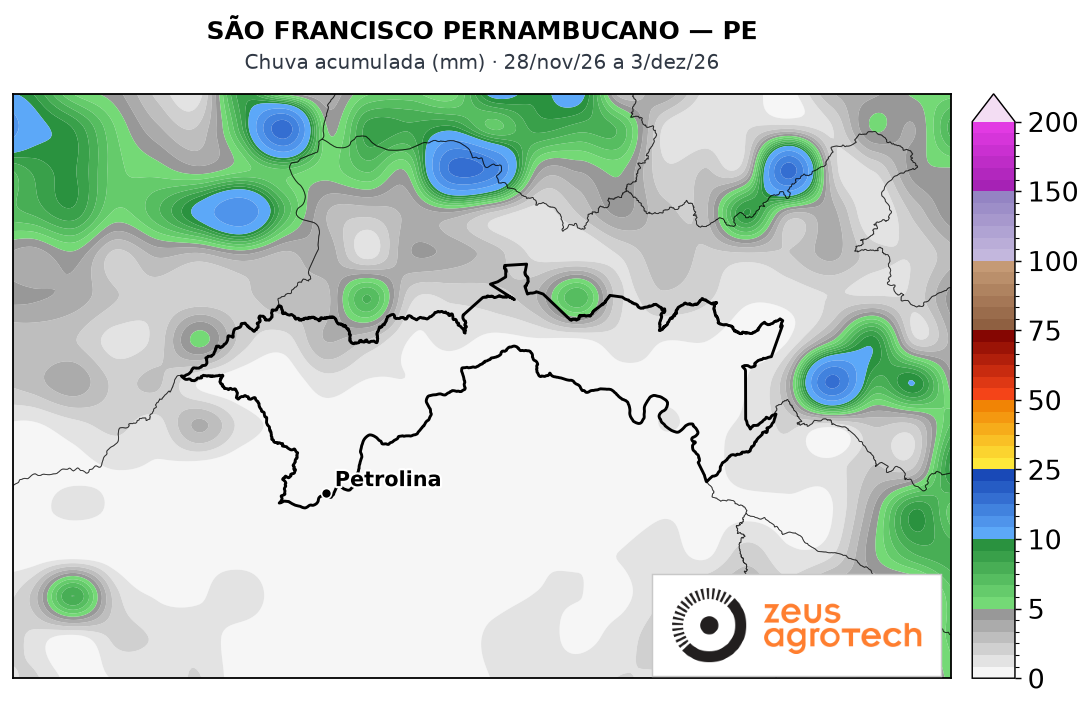 SÃO FRANCISCO PERNAMBUCANO — PE
Chuva acumulada (mm) · 28/nov/26 a 3/dez/26
200
150
100
75
50
25
10
5
0
Petrolina
zeus
agrotech